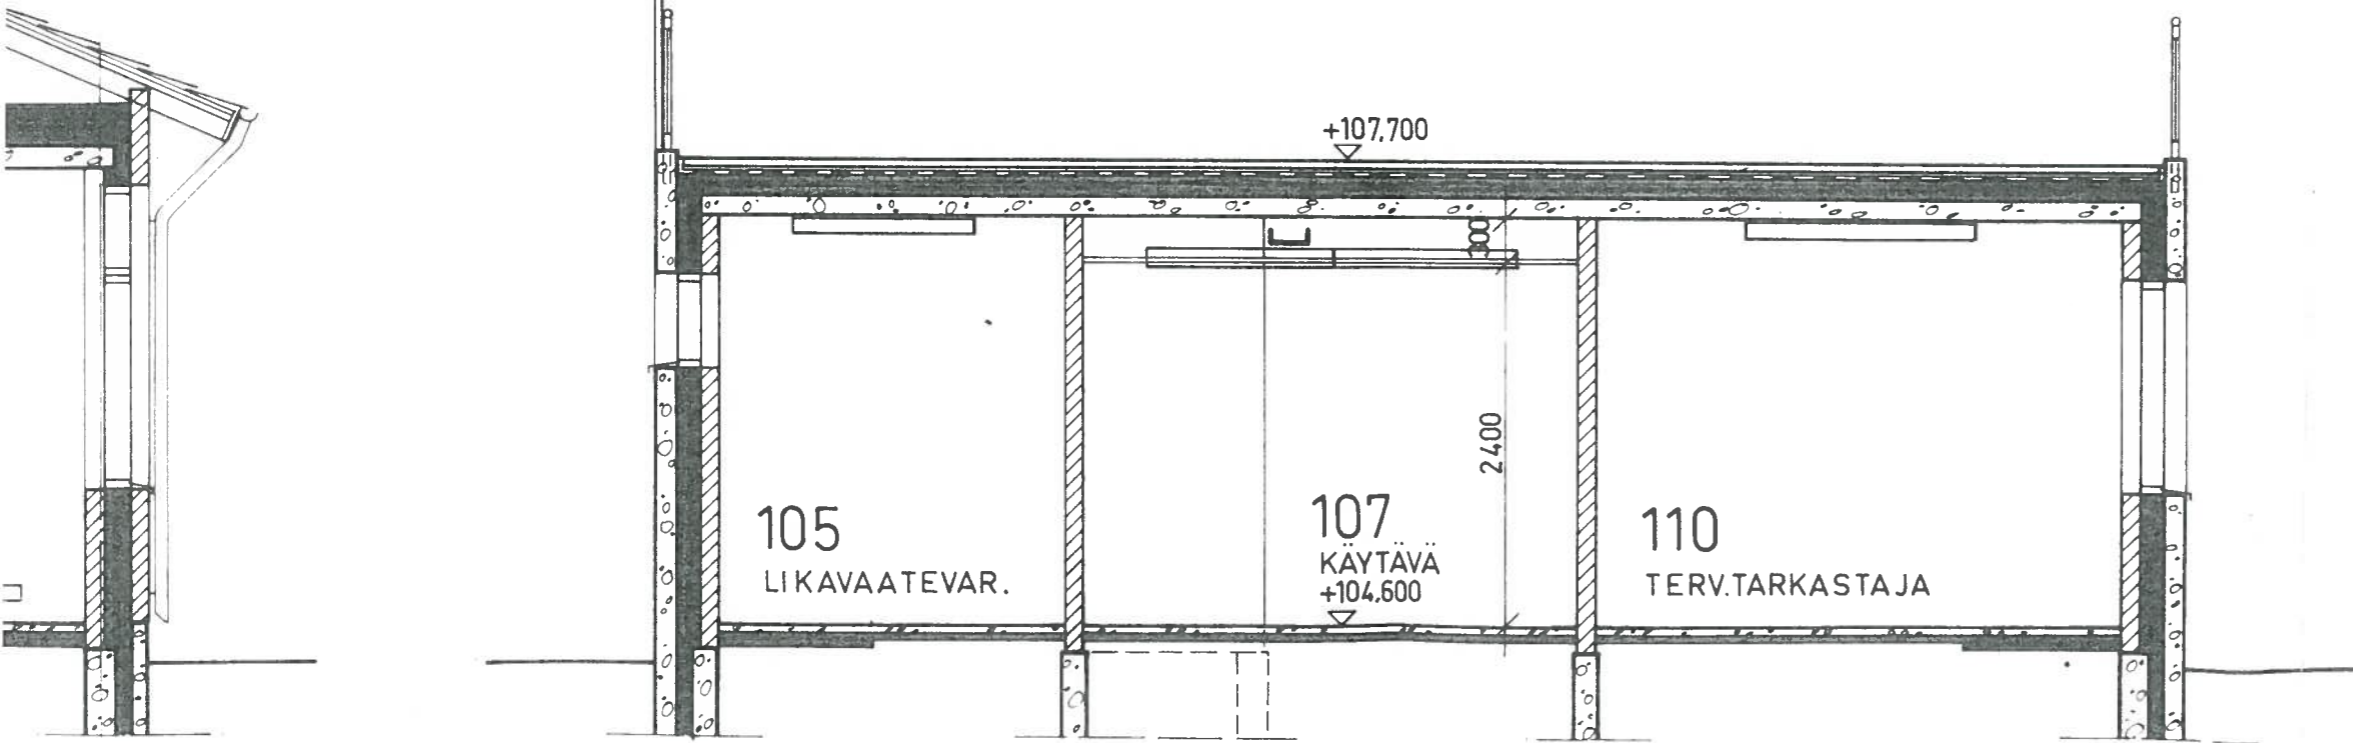 +107,700
2400
105
LIKAVAATEVAR.
107
KÄYTÄVÄ
+104,600
110
TERV.TARKASTAJA